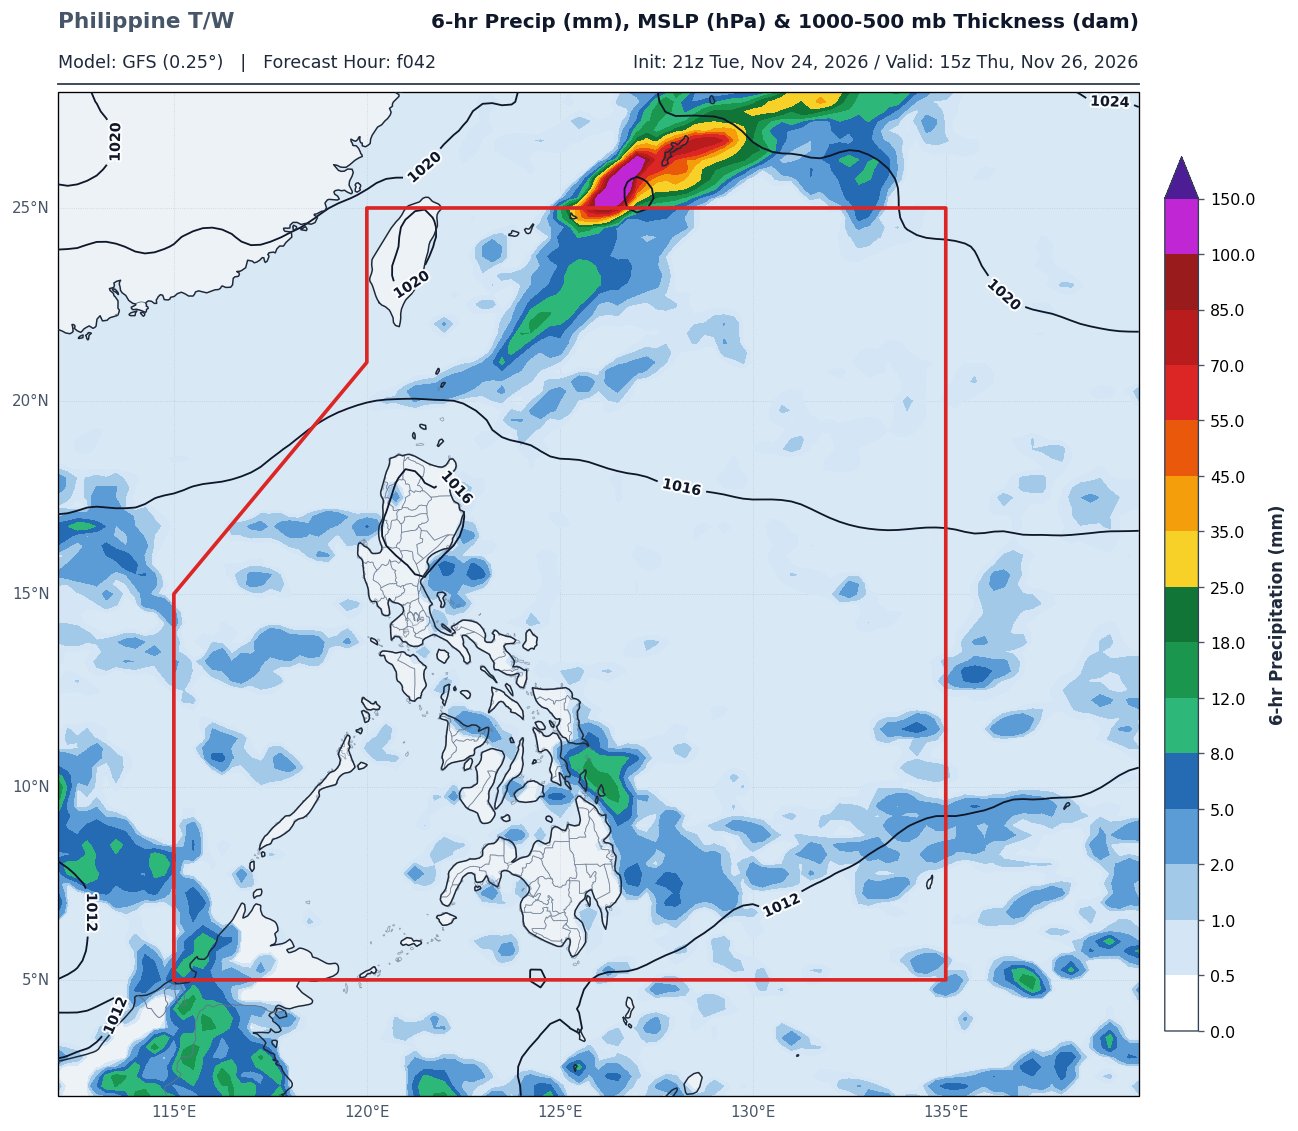 Philippine T/W
6-hr Precip (mm), MSLP (hPa) & 1000-500 mb Thickness (dam)
Model: GFS (0.25°) | Forecast Hour: f042
Init: 21z Tue, Nov 24, 2026 / Valid: 15z Thu, Nov 26, 2026
1024
1020
1020
1020
1020
1016
1016
1012
1012
1012
25°N
20°N
15°N
10°N
5°N
115°E
120°E
125°E
130°E
135°E
150.0
100.0
85.0
70.0
55.0
45.0
35.0
25.0
18.0
12.0
8.0
5.0
2.0
1.0
0.5
0.0
6-hr Precipitation (mm)